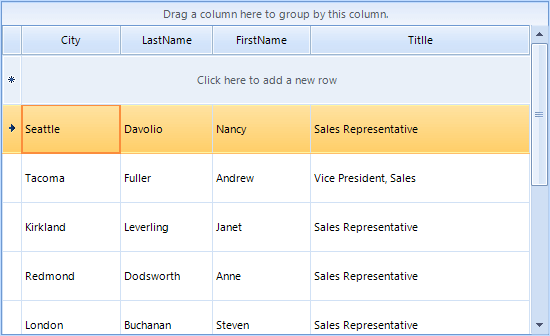 Drag a column here to group by this column.
City LastName FirstName Titlle
Click here to add a new row
Seattle Davolio Nancy Sales Representative
Tacoma Fuller Andrew Vice President, Sales
Kirkland Leverling Janet Sales Representative
Redmond Dodsworth Anne Sales Representative
London Buchanan Steven Sales Representative